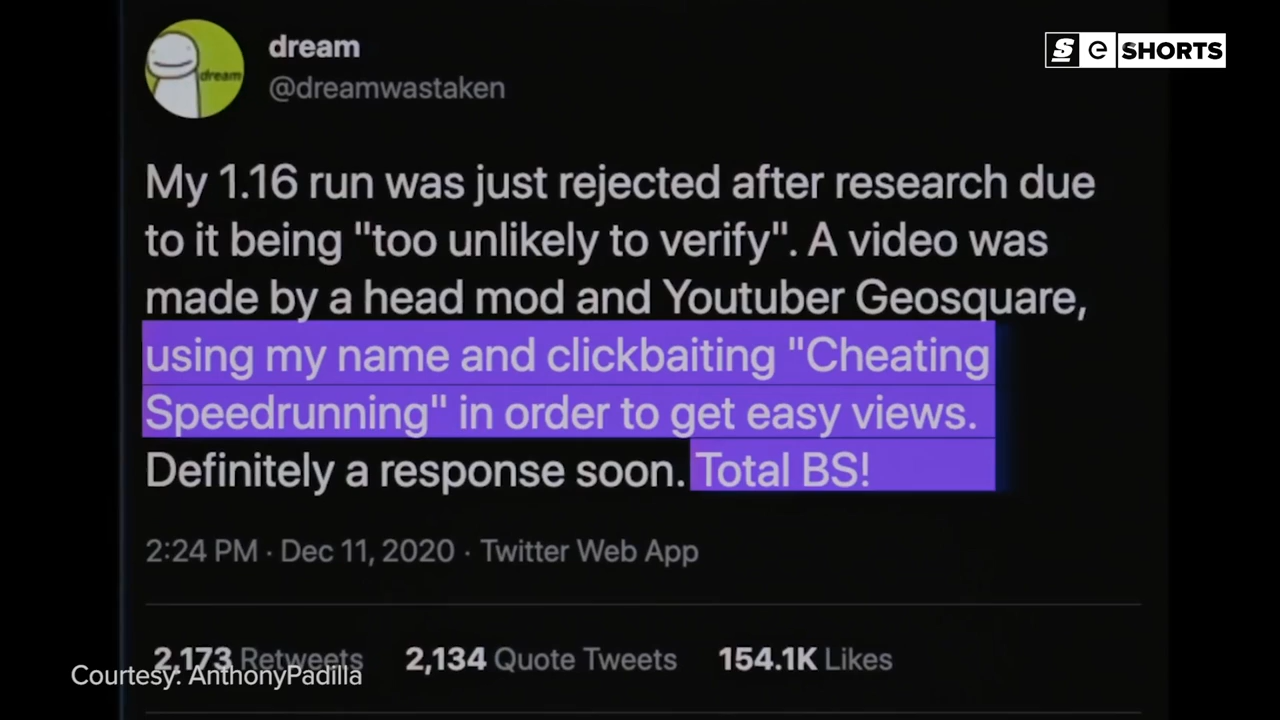 dream
@dreamwastaken
dream
S e SHORTS
My 1.16 run was just rejected after research due
to it being "too unlikely to verify". A video was
made by a head mod and Youtuber Geosquare,
using my name and clickbaiting "Cheating
Speedrunning" in order to get easy views.
Definitely a response soon. Total BS!
2:24 PM · Dec 11, 2020 · Twitter Web App
2,173 Retweets 2,134 Quote Tweets 154.1K Likes
Courtesy: AnthonyPadilla